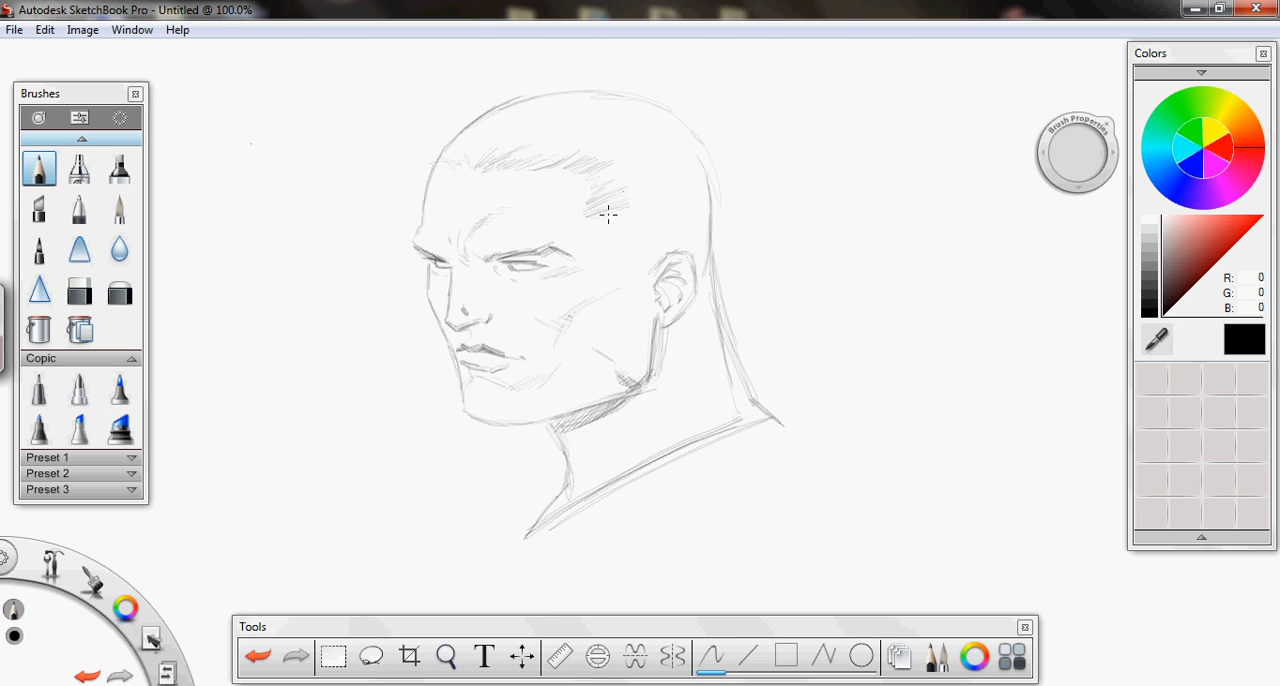 Autodesk SketchBook Pro - Untitled @ 100.0%
File Edit Image Window Help
Brushes
Copic
Preset 1
Preset 2
Preset 3
Brush Properties
Colors
R: 0
G: 0
B: 0
Tools
T